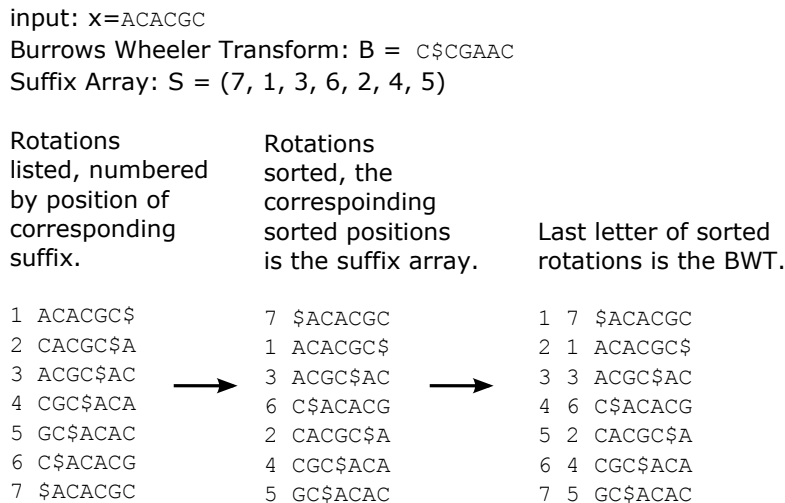 input: x=ACACGC
Burrows Wheeler Transform: B = C$CGAAC
Suffix Array: S = (7, 1, 3, 6, 2, 4, 5)
Rotations
listed, numbered
by position of
corresponding
suffix.
1 ACACGC$
2 CACGC$A
3 ACGC$AC
4 CGC$ACA
5 GC$ACAC
6 C$ACACG
7 $ACACGC
Rotations
sorted, the
correspoinding
sorted positions
is the suffix array.
7 $ACACGC
1 ACACGC$
3 ACGC$AC
6 C$ACACG
2 CACGC$A
4 CGC$ACA
5 GC$ACAC
Last letter of sorted
rotations is the BWT.
1 7 $ACACGC
2 1 ACACGC$
3 3 ACGC$AC
4 6 C$ACACG
5 2 CACGC$A
6 4 CGC$ACA
7 5 GC$ACAC